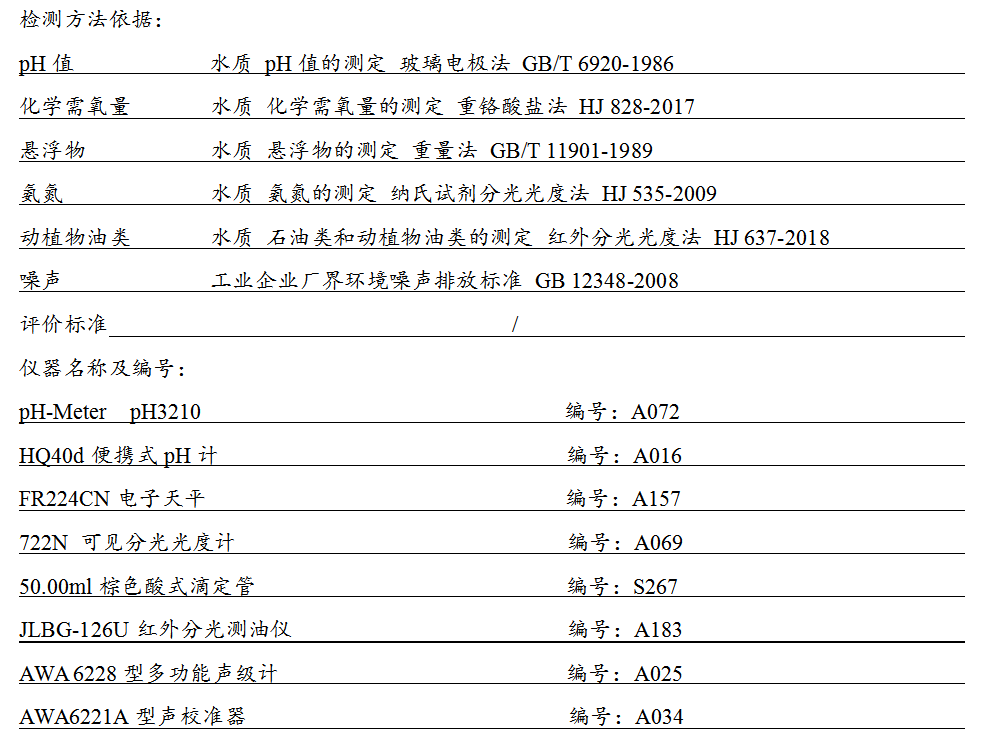 检测方法依据：
pH 值 水质 pH 值的测定 玻璃电极法 GB/T 6920-1986
化学需氧量 水质 化学需氧量的测定 重铬酸盐法 HJ 828-2017
悬浮物 水质 悬浮物的测定 重量法 GB/T 11901-1989
氨氮 水质 氨氮的测定 纳氏试剂分光光度法 HJ 535-2009
动植物油类 水质 石油类和动植物油类的测定 红外分光光度法 HJ 637-2018
噪声 工业企业厂界环境噪声排放标准 GB 12348-2008
评价标准 /
仪器名称及编号：
pH-Meter pH3210 编号：A072
HQ40d 便携式 pH 计 编号：A016
FR224CN 电子天平 编号：A157
722N 可见分光光度计 编号：A069
50.00ml 棕色酸式滴定管 编号：S267
JLBG-126U 红外分光测油仪 编号：A183
AWA 6228 型多功能声级计 编号：A025
AWA6221A 型声校准器 编号：A034